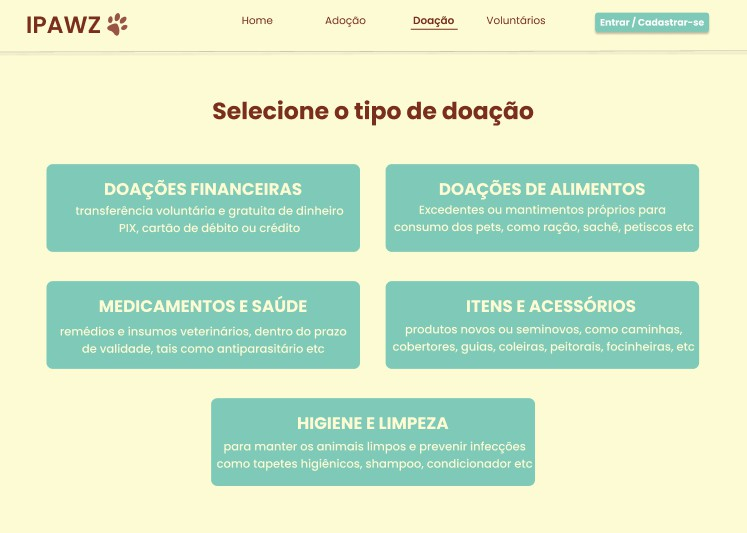 IPAWZ
Home Adoção Doação Voluntários Entrar / Cadastrar-se
Selecione o tipo de doação
DOAÇÕES FINANCEIRAS
transferência voluntária e gratuita de dinheiro
PIX, cartão de débito ou crédito
DOAÇÕES DE ALIMENTOS
Excedentes ou mantimentos próprios para
consumo dos pets, como ração, sachê, petiscos etc
MEDICAMENTOS E SAÚDE
remédios e insumos veterinários, dentro do prazo
de validade, tais como antiparasitário etc
ITENS E ACESSÓRIOS
produtos novos ou seminovos, como caminhas,
cobertores, guias, coleiras, peitorais, focinheiras, etc
HIGIENE E LIMPEZA
para manter os animais limpos e prevenir infecções
como tapetes higiênicos, shampoo, condicionador etc